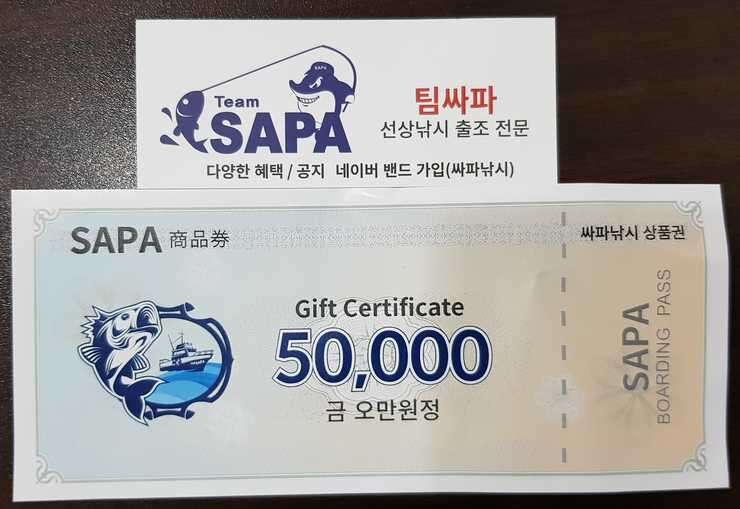 SAPA
Team
SAPA
팀싸파
선상낚시 출조 전문
다양한 혜택 / 공지 네이버 밴드 가입(싸파낚시)
SAPA 商品券
싸파낚시 상품권
Gift Certificate
50,000
금 오만원정
SAPA
BOARDING PASS